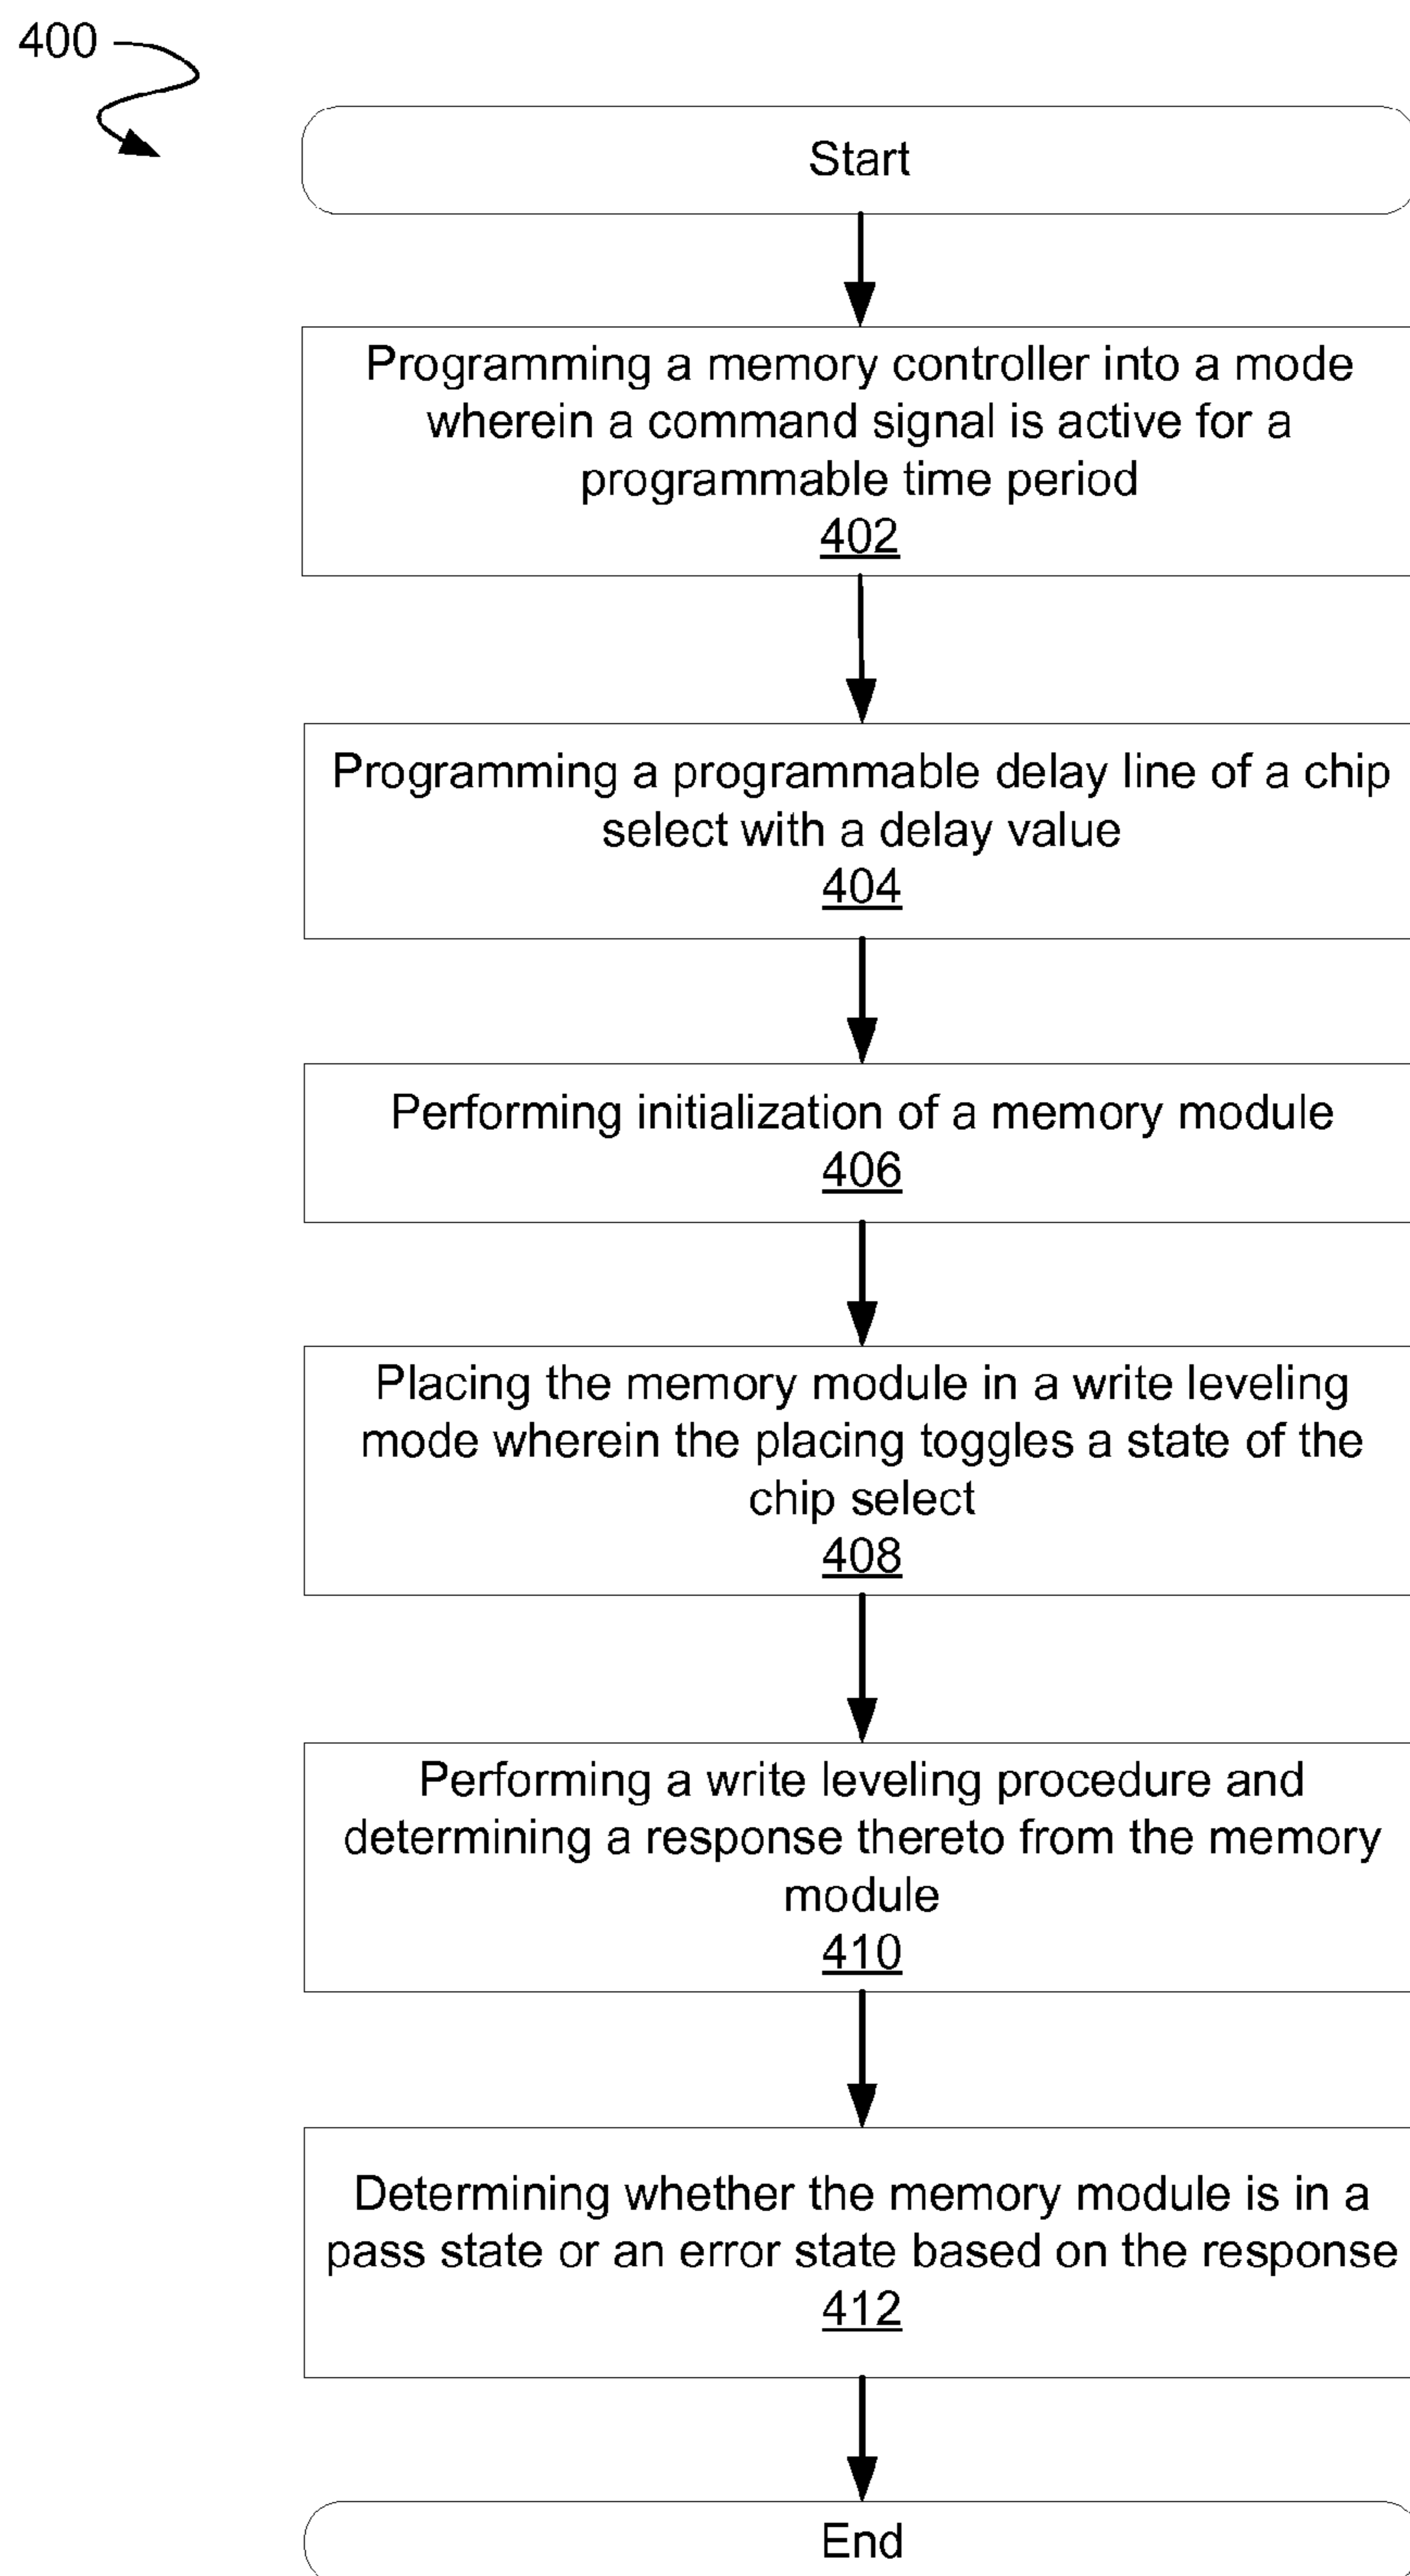 400
Start
Programming a memory controller into a mode
wherein a command signal is active for a
programmable time period
402
Programming a programmable delay line of a chip
select with a delay value
404
Performing initialization of a memory module
406
Placing the memory module in a write leveling
mode wherein the placing toggles a state of the
chip select
408
Performing a write leveling procedure and
determining a response thereto from the memory
module
410
Determining whether the memory module is in a
pass state or an error state based on the response
412
End